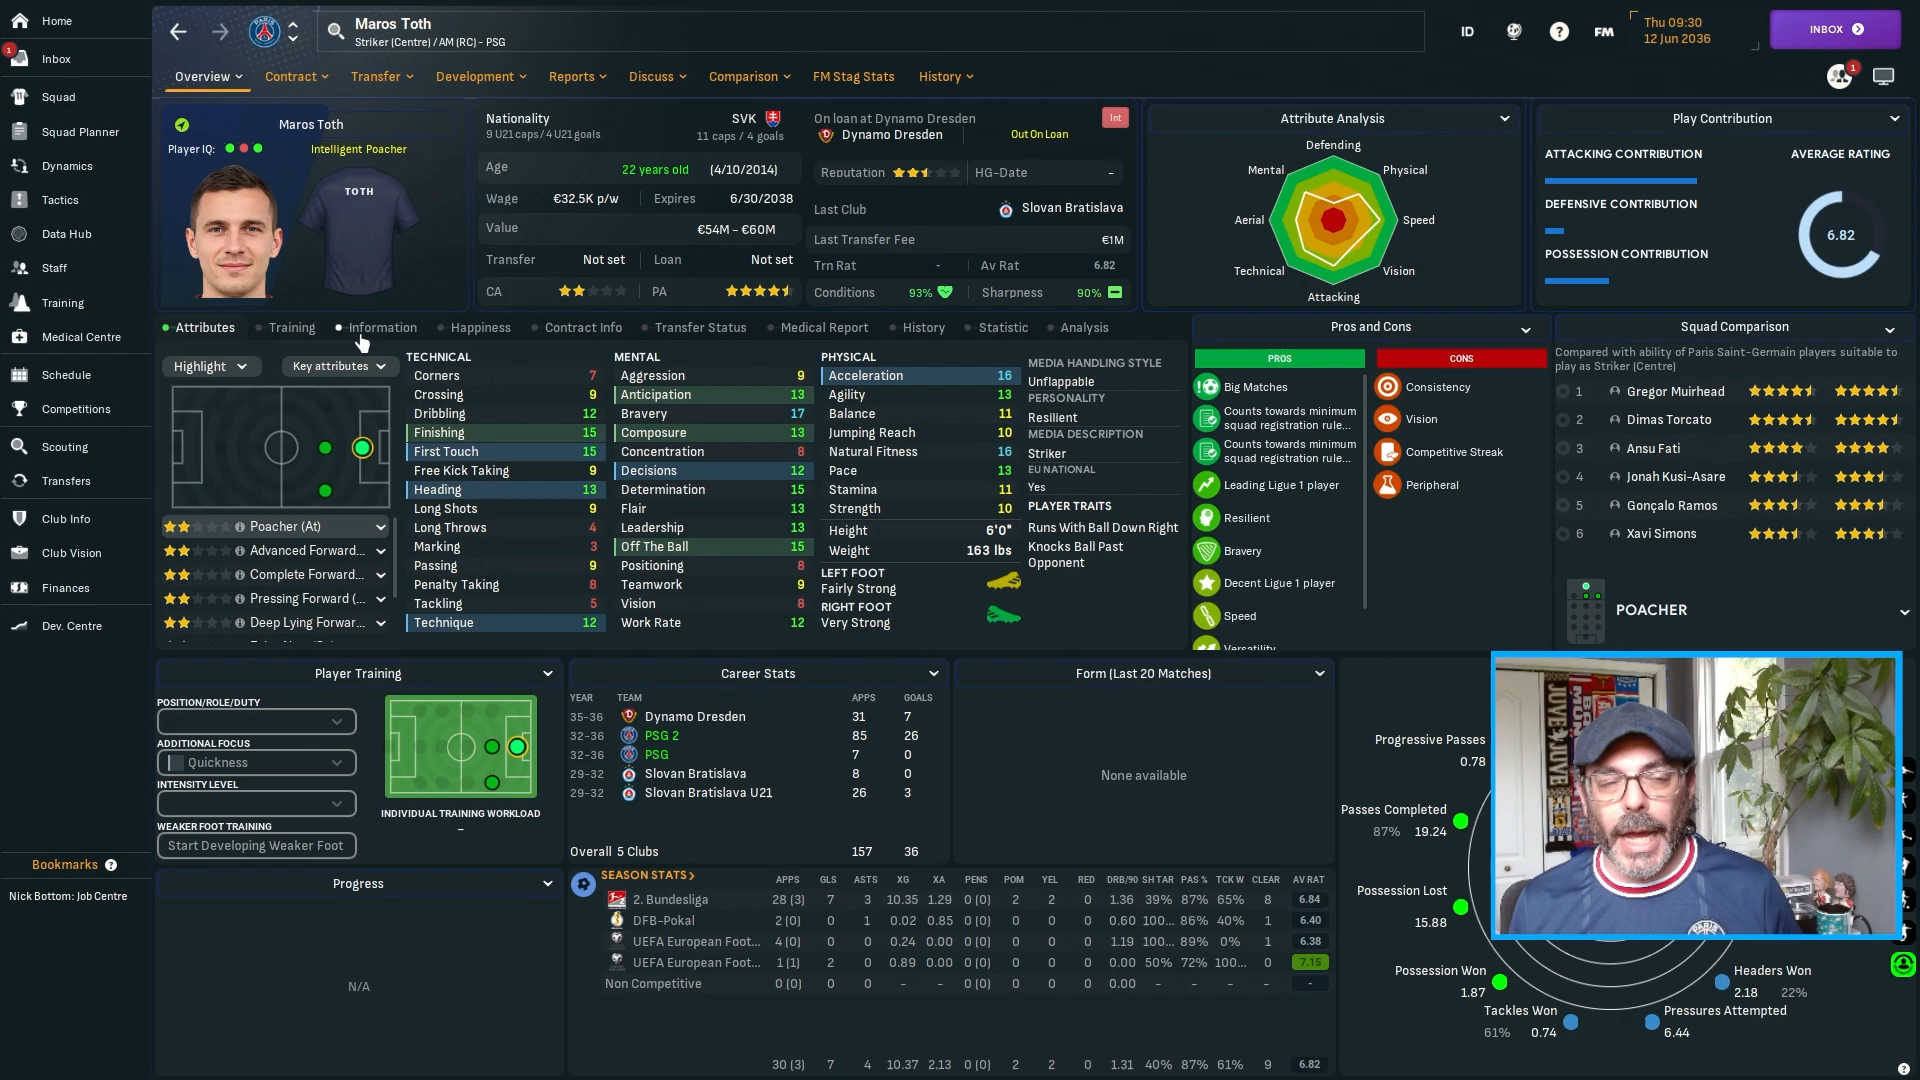 Home
Inbox
1
Squad
Squad Planner
Dynamics
Tactics
Data Hub
Staff
Training
Medical Centre
Schedule
Competitions
Scouting
Transfers
Club Info
Club Vision
Finances
Dev. Centre
Bookmarks ?
Nick Bottom: Job Centre
Maros Toth
Striker (Centre) / AM (RC) - PSG
ID
?
FM
Thu 09:30
12 Jun 2036
INBOX
1
Overview
Contract
Transfer
Development
Reports
Discuss
Comparison
FM Stag Stats
History
Maros Toth
Player IQ:
Intelligent Poacher
TOTH
Nationality SVK
9 U21 caps / 4 U21 goals 11 caps / 4 goals
Age 22 years old (4/10/2014)
Wage €32.5K p/w Expires 6/30/2038
Value €54M - €60M
Transfer Not set Loan Not set
CA PA
On loan at Dynamo Dresden Int
Dynamo Dresden Out On Loan
Reputation HG-Date -
Last Club Slovan Bratislava
Last Transfer Fee €1M
Trn Rat - Av Rat 6.82
Conditions 93% Sharpness 90%
Attribute Analysis
Defending
Mental Physical
Aerial Speed
Technical Vision
Attacking
Play Contribution
ATTACKING CONTRIBUTION
DEFENSIVE CONTRIBUTION
POSSESSION CONTRIBUTION
AVERAGE RATING
6.82
Attributes
Training
Information
Happiness
Contract Info
Transfer Status
Medical Report
History
Statistic
Analysis
Highlight
Key attributes
Poacher (At)
Advanced Forward...
Complete Forward...
Pressing Forward (...
Deep Lying Forwar...
TECHNICAL
Corners 7
Crossing 9
Dribbling 12
Finishing 15
First Touch 15
Free Kick Taking 9
Heading 13
Long Shots 9
Long Throws 4
Marking 3
Passing 9
Penalty Taking 8
Tackling 5
Technique 12
MENTAL
Aggression 9
Anticipation 13
Bravery 17
Composure 13
Concentration 8
Decisions 12
Determination 15
Flair 13
Leadership 13
Off The Ball 15
Positioning 8
Teamwork 9
Vision 8
Work Rate 12
PHYSICAL
Acceleration 16
Agility 13
Balance 11
Jumping Reach 10
Natural Fitness 16
Pace 13
Stamina 11
Strength 10
Height 6'0"
Weight 163 lbs
LEFT FOOT
Fairly Strong
RIGHT FOOT
Very Strong
MEDIA HANDLING STYLE
Unflappable
PERSONALITY
Resilient
MEDIA DESCRIPTION
Striker
EU NATIONAL
Yes
PLAYER TRAITS
Runs With Ball Down Right
Knocks Ball Past
Opponent
Pros and Cons
PROS
Big Matches
Counts towards minimum
squad registration rule...
Counts towards minimum
squad registration rule...
Leading Ligue 1 player
Resilient
Bravery
Decent Ligue 1 player
Speed
Versatility
CONS
Consistency
Vision
Competitive Streak
Peripheral
Squad Comparison
Compared with ability of Paris Saint-Germain players suitable to
play as Striker (Centre)
1 Gregor Muirhead
2 Dimas Torcato
3 Ansu Fati
4 Jonah Kusi-Asare
5 Gonçalo Ramos
6 Xavi Simons
POACHER
Player Training
POSITION/ROLE/DUTY
ADDITIONAL FOCUS
Quickness
INTENSITY LEVEL
WEAKER FOOT TRAINING
Start Developing Weaker Foot
INDIVIDUAL TRAINING WORKLOAD
-
Progress
N/A
Career Stats
YEAR TEAM APPS GOALS
35-36 Dynamo Dresden 31 7
32-36 PSG 2 85 26
32-36 PSG 7 0
29-32 Slovan Bratislava 8 0
29-32 Slovan Bratislava U21 26 3
Overall 5 Clubs 157 36
Form (Last 20 Matches)
None available
SEASON STATS APPS GLS ASTS XG XA PENS POM YEL RED DRB/90 SH TAR PAS % TCK W CLEAR AV RAT
2. Bundesliga 28 (3) 7 3 10.35 1.29 0 (0) 2 2 0 1.36 39% 87% 65% 8 6.84
DFB-Pokal 2 (0) 0 1 0.02 0.85 0 (0) 0 0 0 0.60 100... 86% 40% 1 6.40
UEFA European Foot... 4 (0) 0 0 0.24 0.00 0 (0) 0 0 0 1.19 100... 89% 0% 1 6.38
UEFA European Foot... 1 (1) 2 0 0.89 0.00 0 (0) 0 0 0 0.00 50% 72% 100... 0 7.15
Non Competitive 0 (0) 0 0 - - 0 (0) 0 0 0 0.00 - - - - -
30 (3) 7 4 10.37 2.13 0 (0) 2 2 0 1.31 40% 87% 61% 9 6.82
Progressive Passes
0.78
Passes Completed
87% 19.24
Possession Lost
15.88
Possession Won
1.87
Tackles Won
61% 0.74
Headers Won
2.18 22%
Pressures Attempted
6.44
PARIS
?